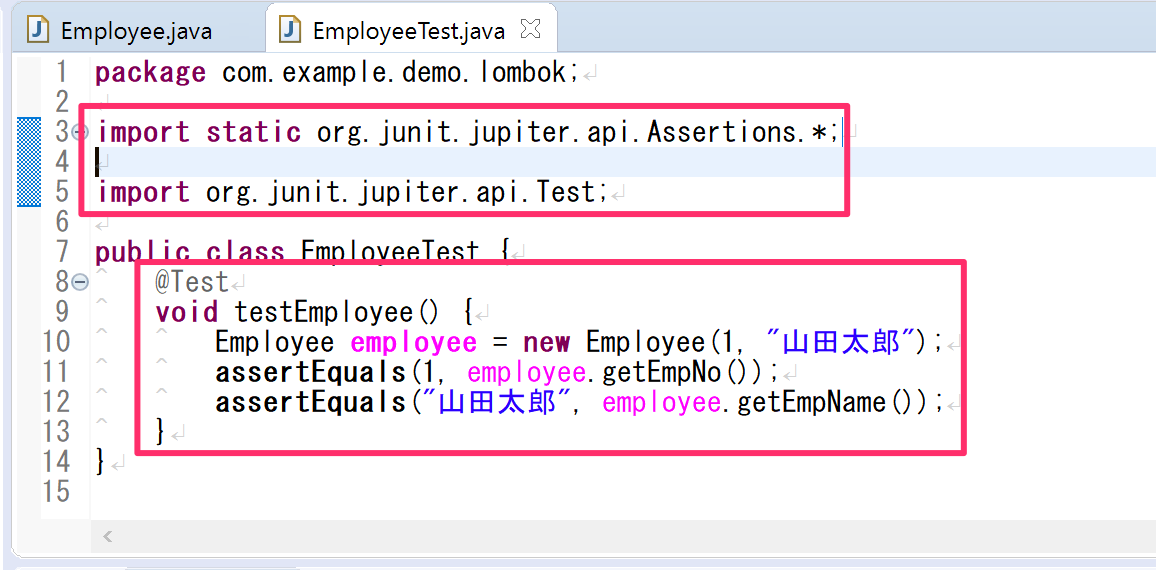 Employee.java EmployeeTest.java
1 package com.example.demo.lombok;
2
3 import static org.junit.jupiter.api.Assertions.*;
4
5 import org.junit.jupiter.api.Test;
6
7 public class EmployeeTest {
8 @Test
9 void testEmployee() {
10 Employee employee = new Employee(1, "山田太郎");
11 assertEquals(1, employee.getEmpNo());
12 assertEquals("山田太郎", employee.getEmpName());
13 }
14 }
15